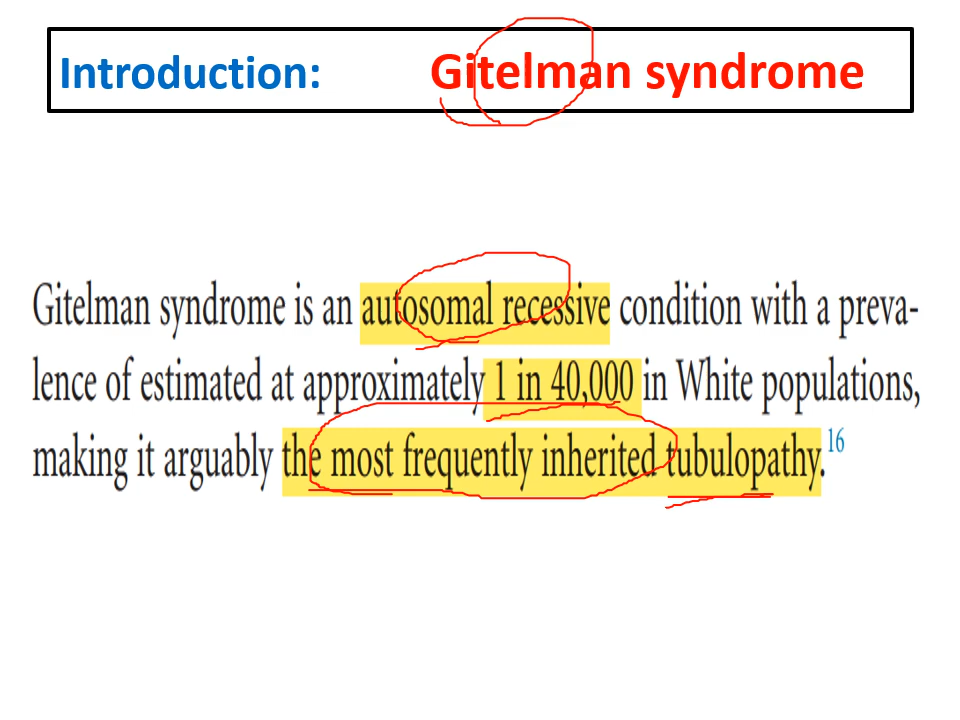 Introduction: Gitelman syndrome
Gitelman syndrome is an autosomal recessive condition with a preva-
lence of estimated at approximately 1 in 40,000 in White populations,
making it arguably the most frequently inherited tubulopathy.16